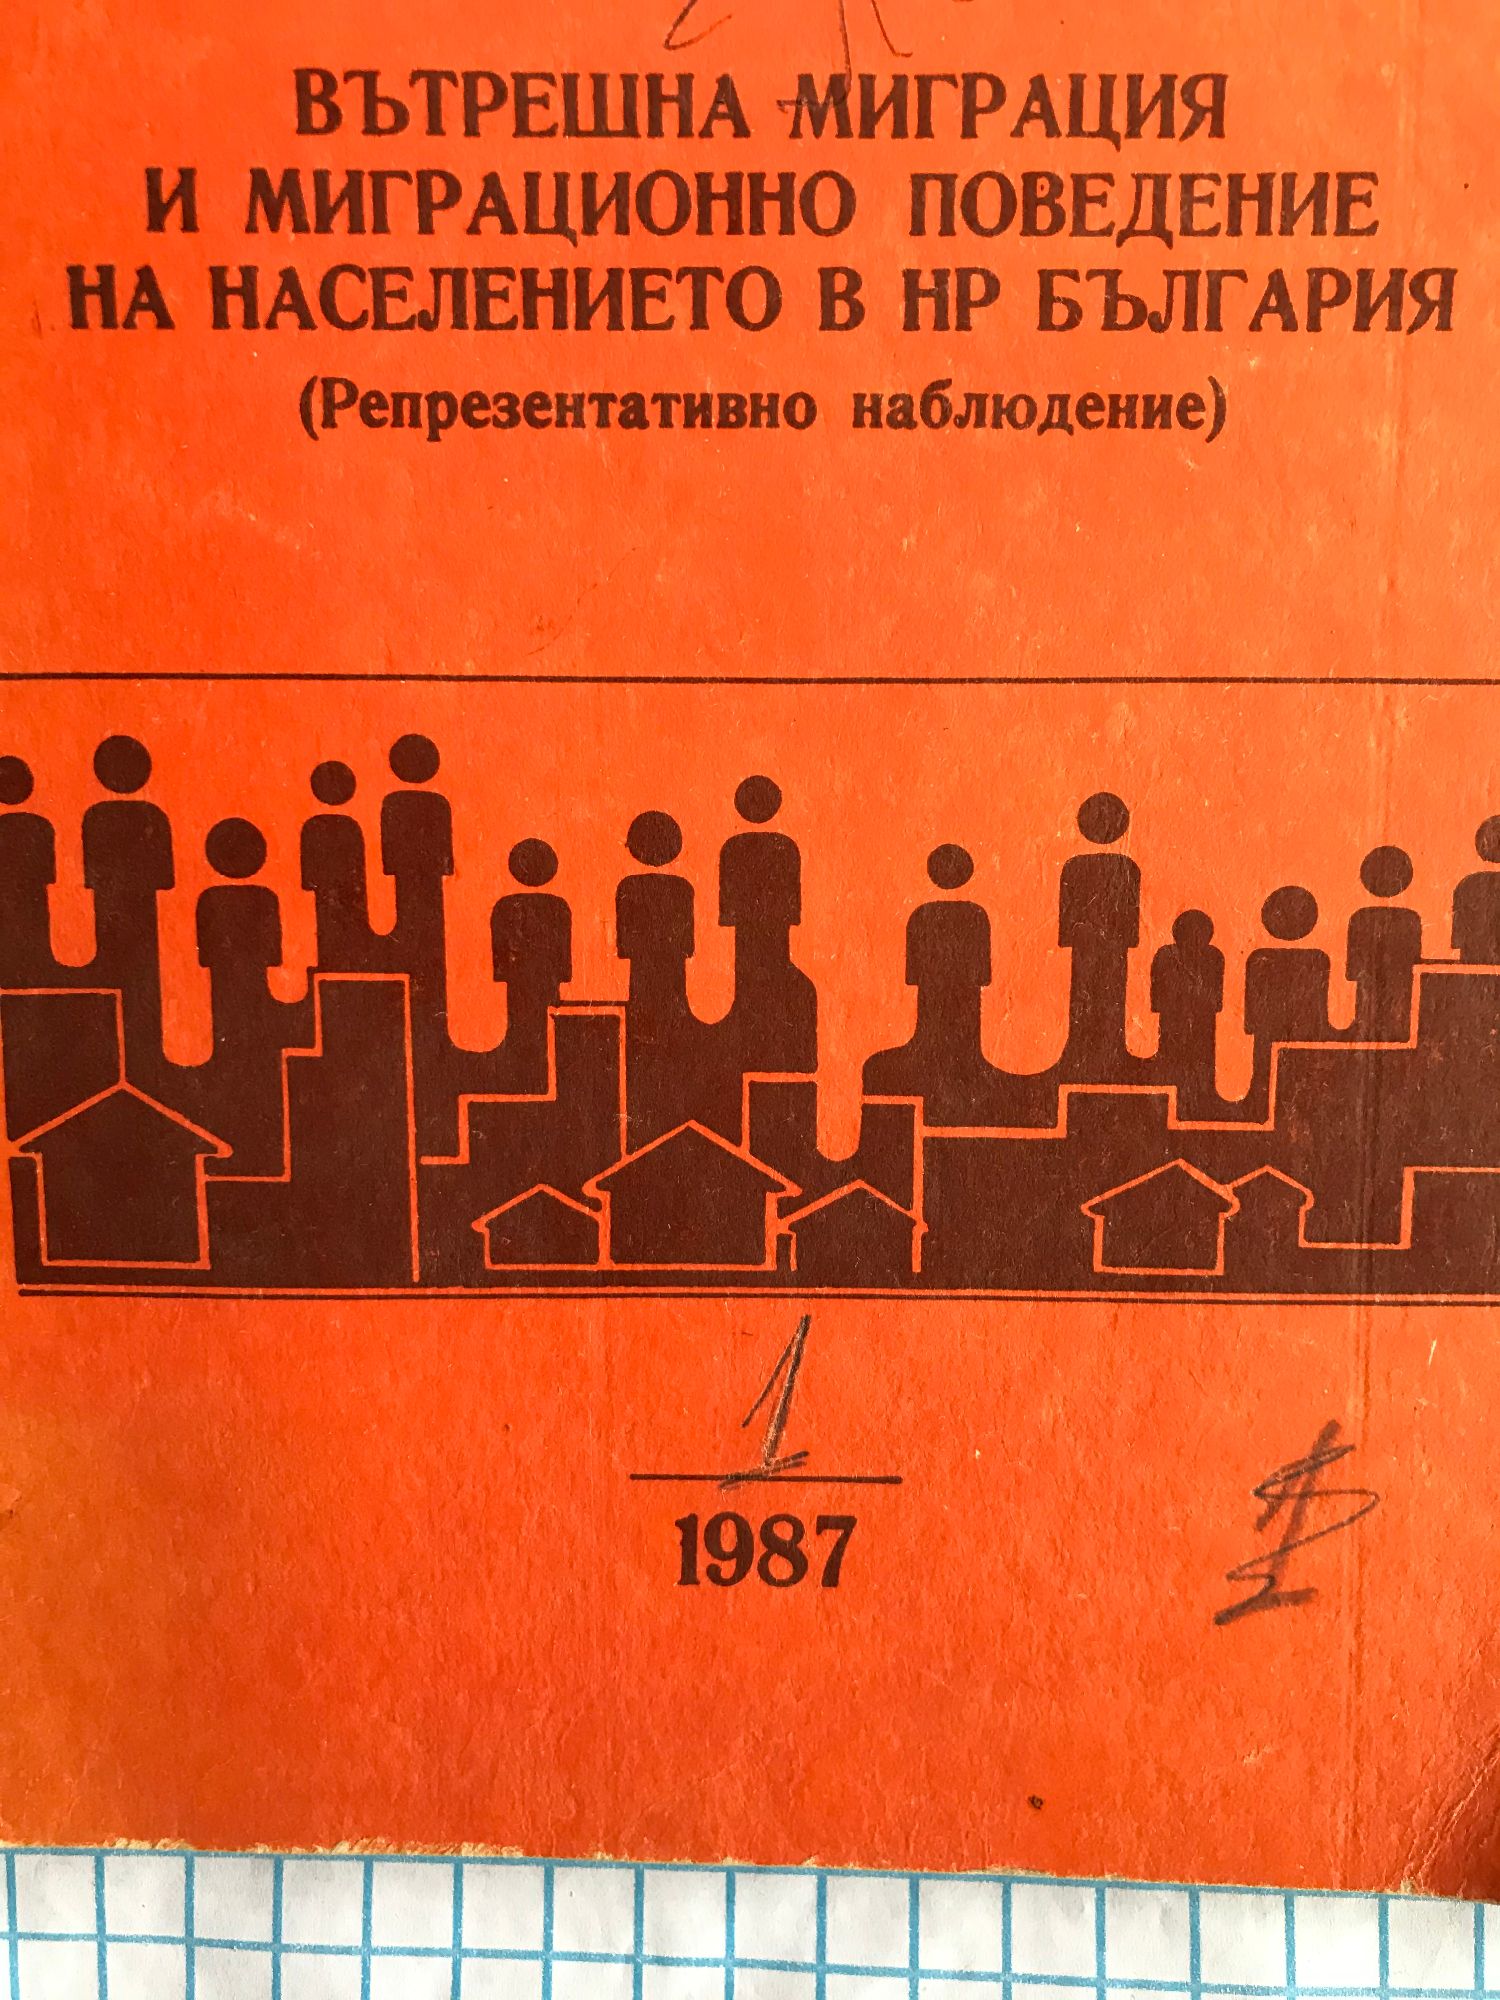 ВЪТРЕШНА МИГРАЦИЯ
И МИГРАЦИОННО ПОВЕДЕНИЕ
НА НАСЕЛЕНИЕТО В НР БЪЛГАРИЯ
(Репрезентативно наблюдение)
1
1987